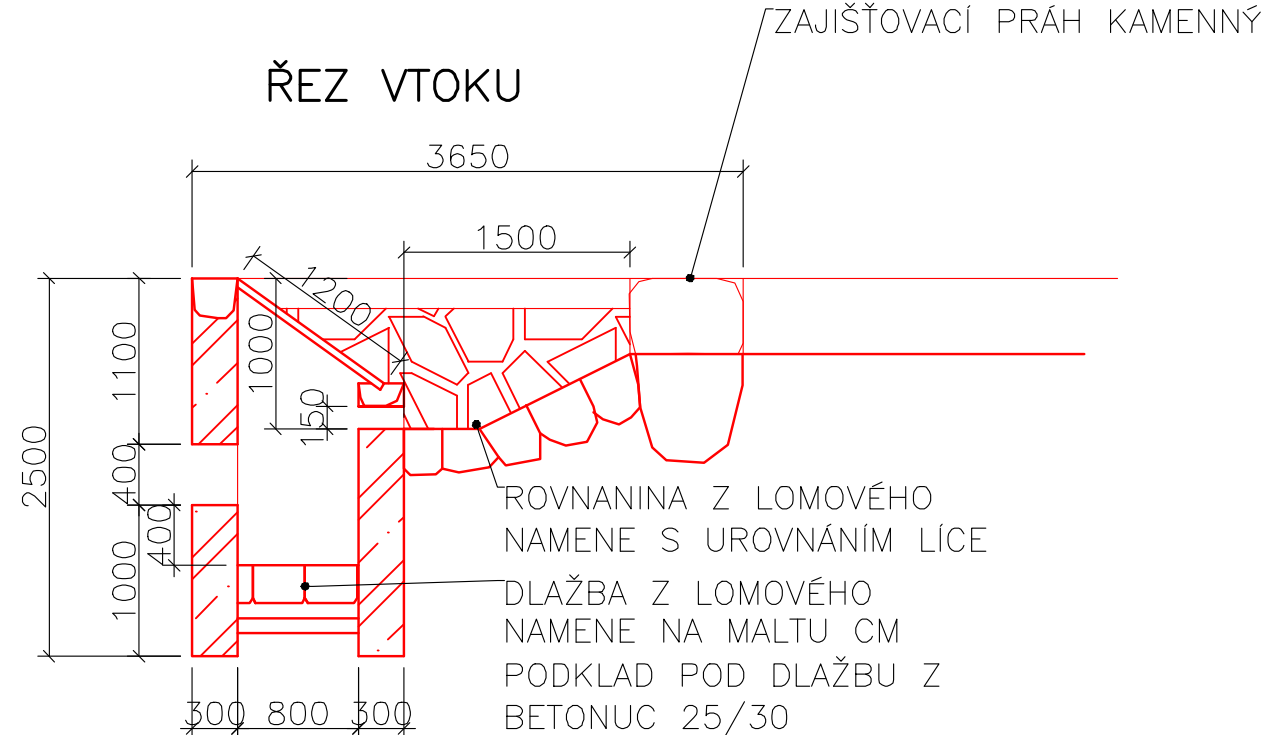 ZAJIŠŤOVACÍ PRÁH KAMENNÝ
ŘEZ VTOKU
3650
1500
1200
1100
1000
150
2500
400
400
1000
ROVNANINA Z LOMOVÉHO
NAMENE S UROVNÁNÍM LÍCE
DLAŽBA Z LOMOVÉHO
NAMENE NA MALTU CM
PODKLAD POD DLAŽBU Z
BETONUC 25/30
300 800 300